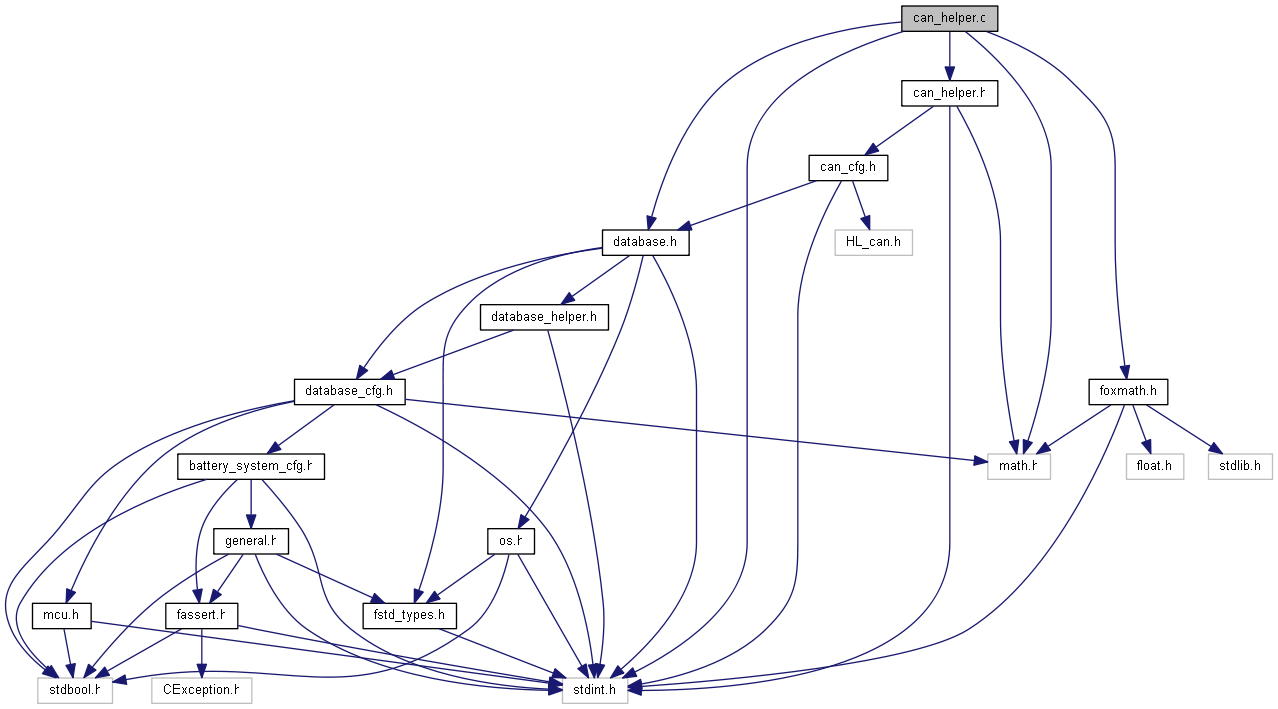 can_helper.c
can_helper.h
can_cfg.h
database.h
HL_can.h
database_helper.h
database_cfg.h
foxmath.h
battery_system_cfg.h
math.h
float.h
stdlib.h
general.h
os.h
mcu.h
fassert.h
fstd_types.h
stdbool.h
CException.h
stdint.h